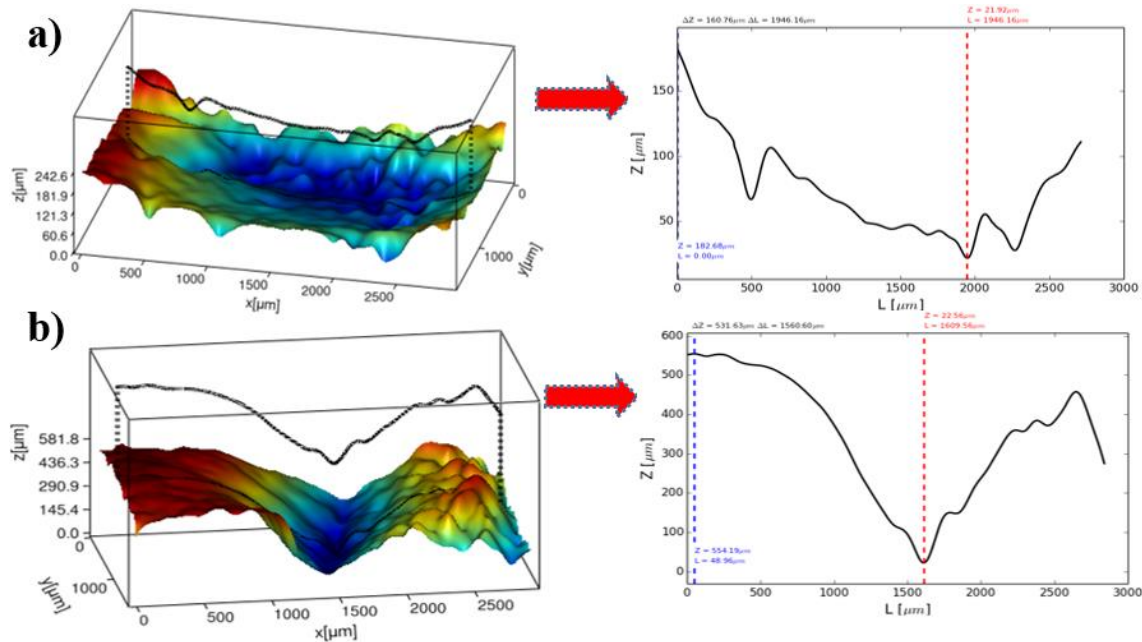 a)
z[µm]
242.6
181.9
121.3
60.6
0.0
0
500
1000
1500
2000
2500
x[µm]
0
1000
y[µm]
ΔZ = 160.76µm ΔL = 1946.16µm
Z = 21.92µm
L = 1946.16µm
Z [µm]
150
100
50
Z = 182.68µm
L = 0.00µm
0
500
1000
1500
2000
2500
3000
L [µm]
b)
z[µm]
581.8
436.3
290.9
145.4
0.0
0
1000
y[µm]
0
500
1000
1500
2000
2500
x[µm]
ΔZ = 531.63µm ΔL = 1560.60µm
Z = 22.56µm
L = 1609.56µm
Z [µm]
600
500
400
300
200
100
0
Z = 554.19µm
L = 48.96µm
0
500
1000
1500
2000
2500
3000
L [µm]